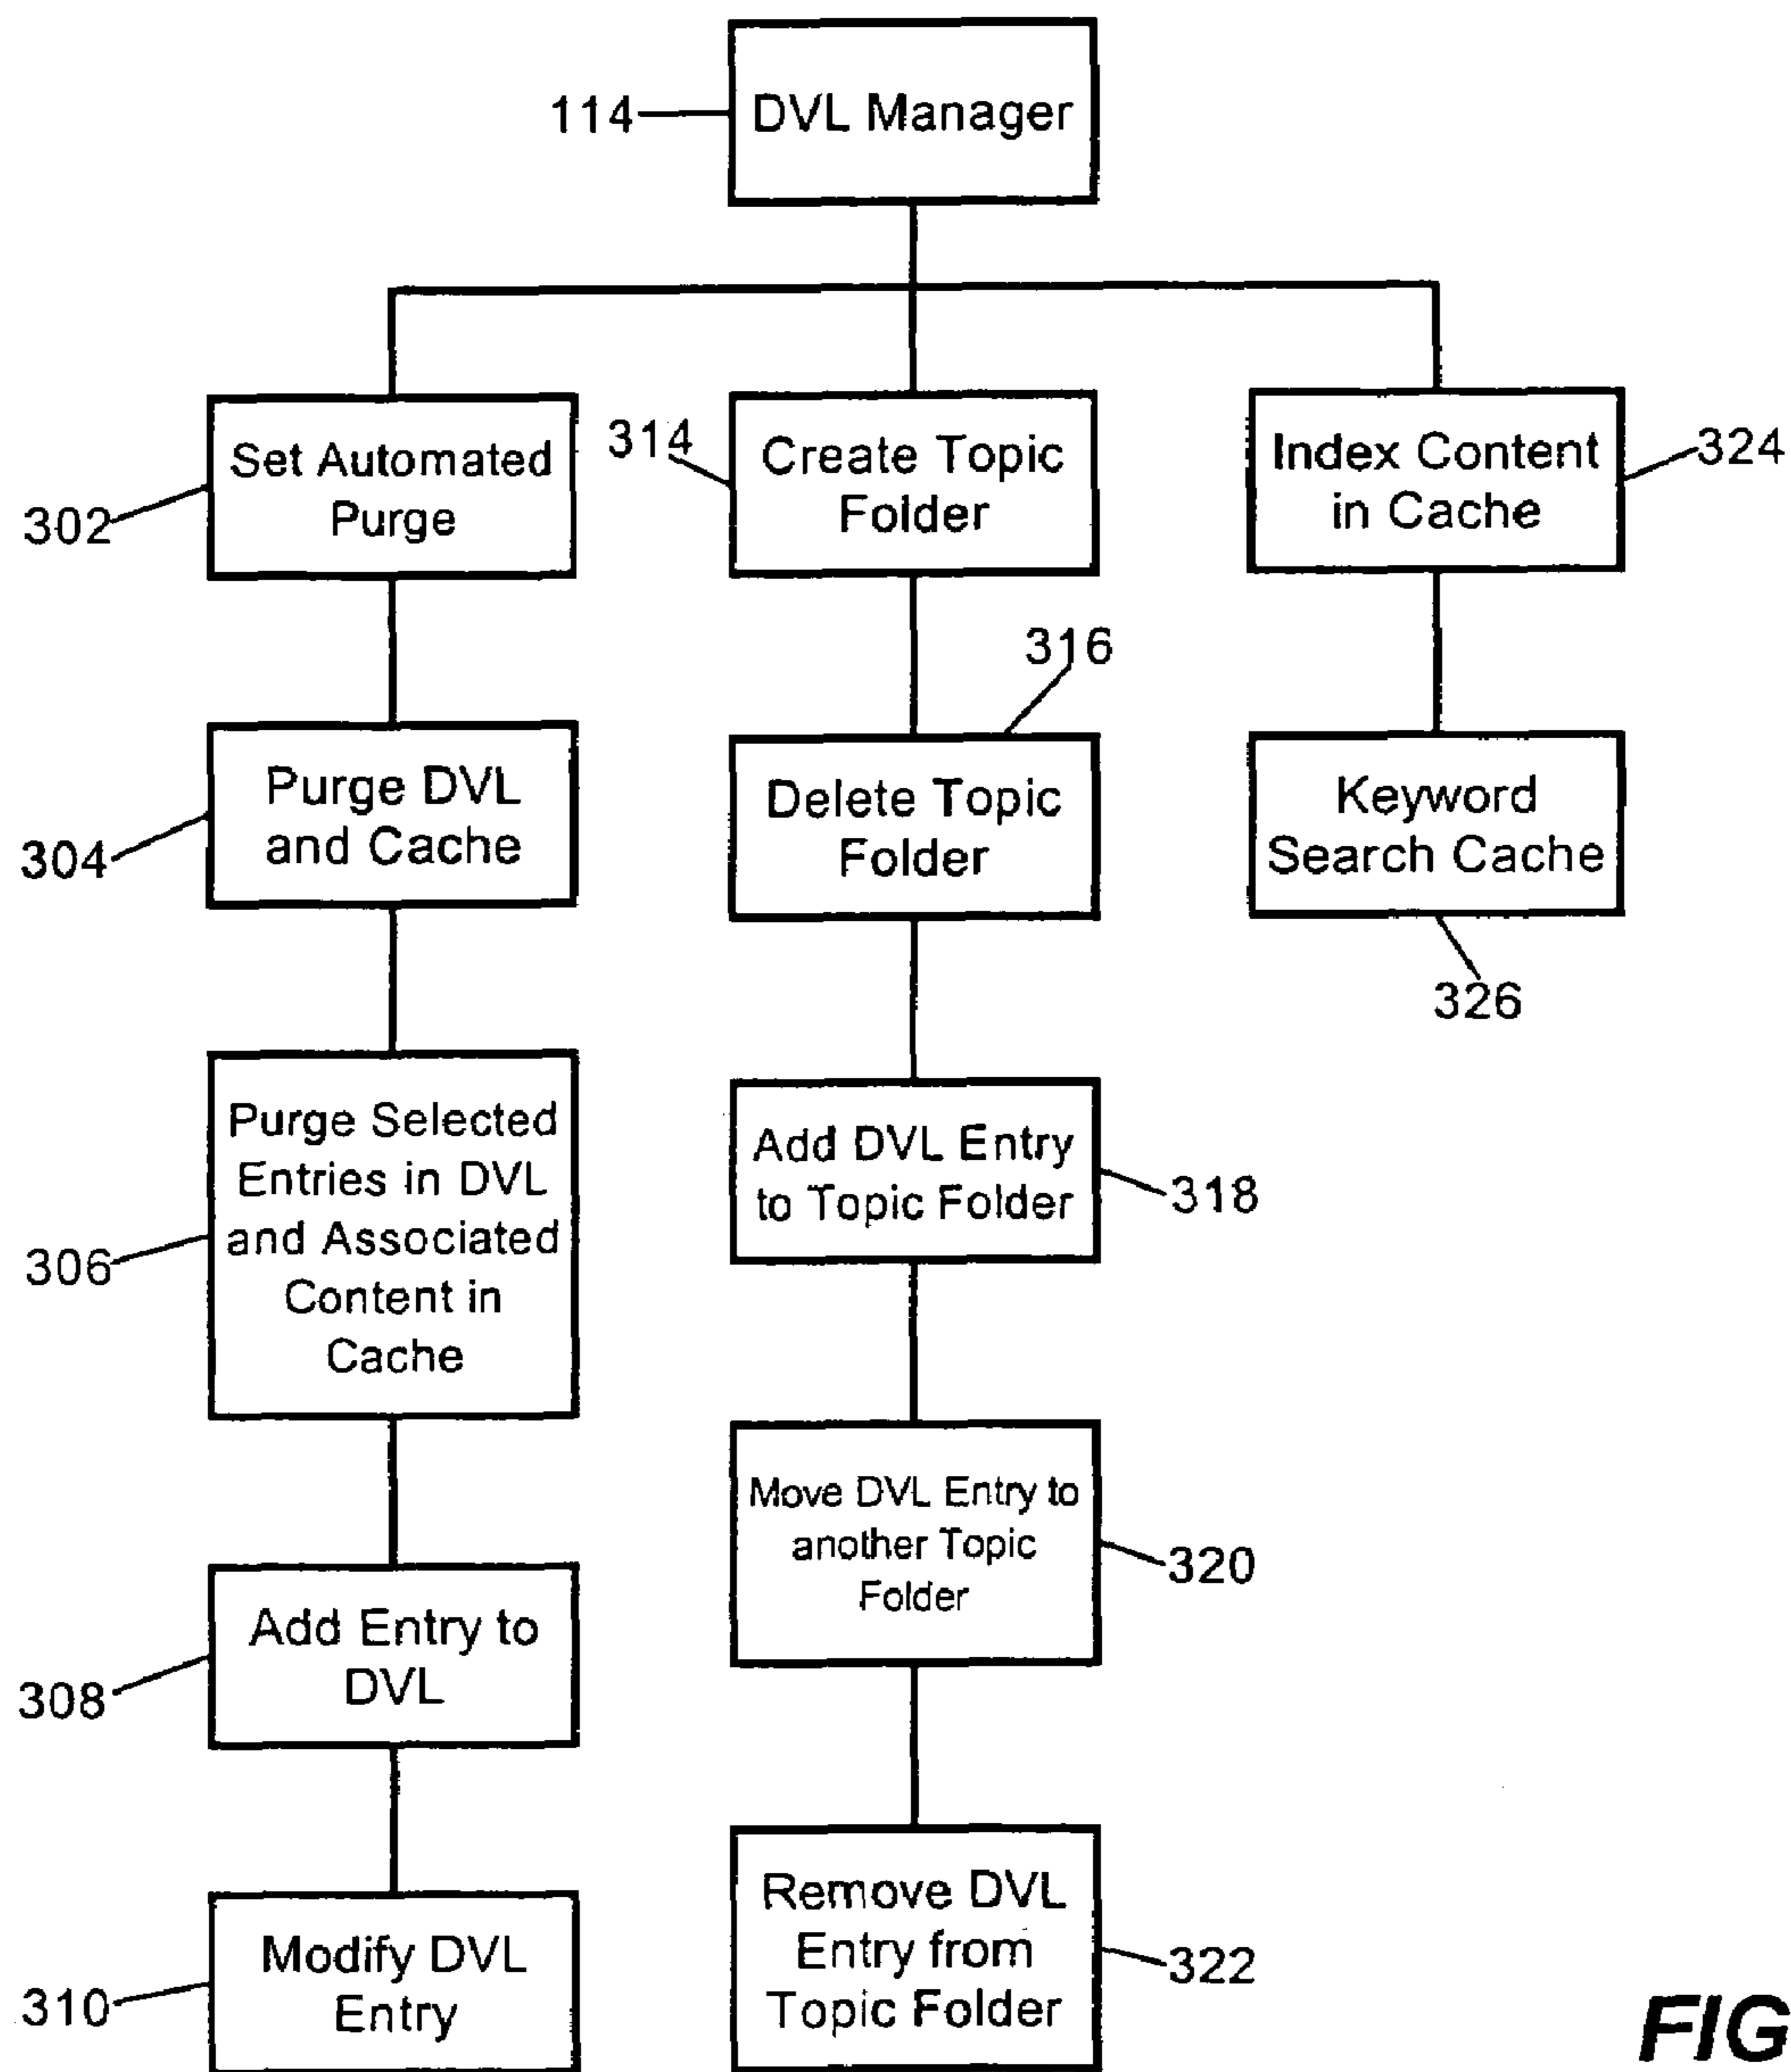 114
DVL Manager
302
Set Automated
Purge
304
Purge DVL
and Cache
306
Purge Selected
Entries in DVL
and Associated
Content in
Cache
308
Add Entry to
DVL
310
Modify DVL
Entry
314
Create Topic
Folder
316
Delete Topic
Folder
Add DVL Entry
to Topic Folder
318
Move DVL Entry to
another Topic
Folder
320
Remove DVL
Entry from
Topic Folder
322
Index Content
in Cache
324
Keyword
Search Cache
326
FIG